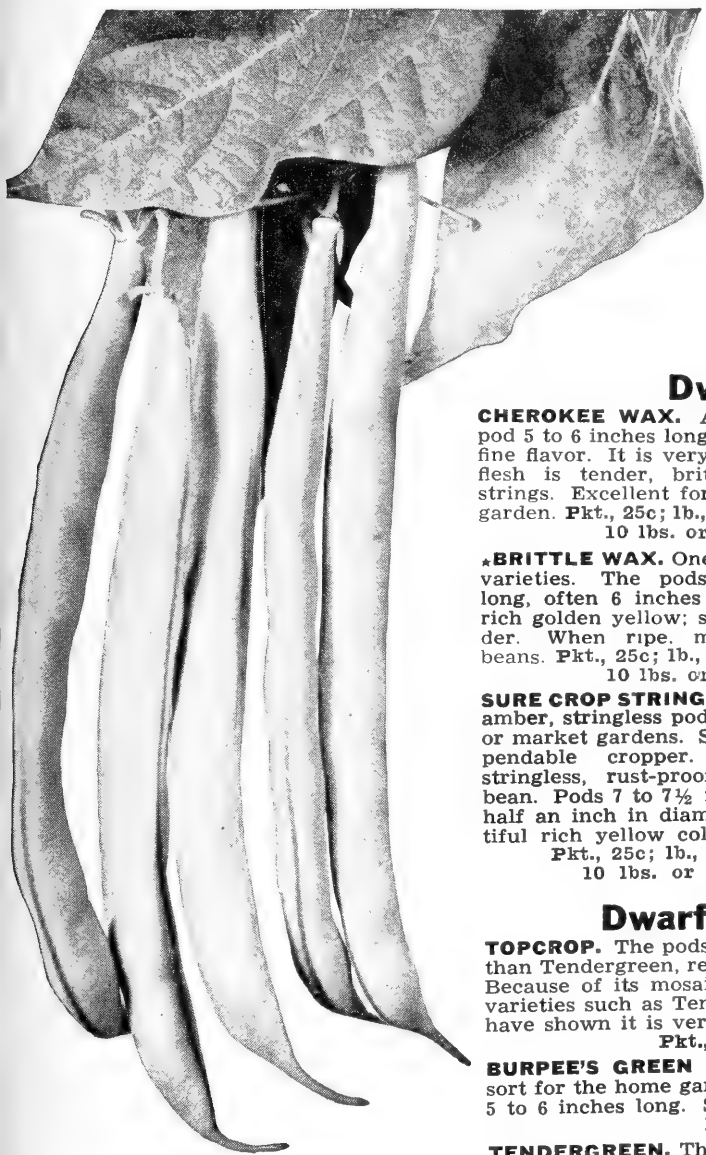 Dw
CHEROKEE WAX. A
pod 5 to 6 inches long
fine flavor. It is very
flesh is tender, brit
strings. Excellent for
garden. Pkt., 25c; lb.,
10 lbs. or
★BRITTLE WAX. One
varieties. The pods
long, often 6 inches
rich golden yellow; s
der. When ripe. m
beans. Pkt., 25c; lb.,
10 lbs. or
SURE CROP STRING
amber, stringless pod
or market gardens. S
pendable cropper.
stringless, rust-proof
bean. Pods 7 to 7½
half an inch in diam
tiful rich yellow col
Pkt., 25c; lb.,
10 lbs. or
Dwarf
TOPCROP. The pods
than Tendergreen, re
Because of its mosai
varieties such as Ten
have shown it is ver
Pkt.,
BURPEE'S GREEN
sort for the home gar
5 to 6 inches long. S
TENDERGREEN. Th